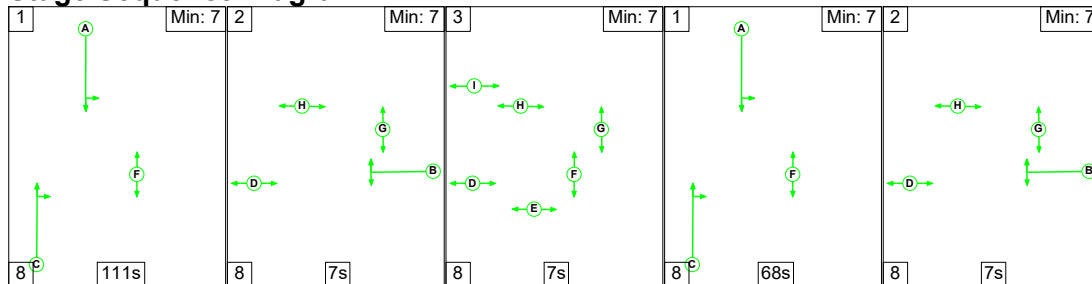 Stage Sequence Diagram
1 Min: 7 2 Min: 7 3 Min: 7 1 Min: 7 2 Min: 7
A A
I
H H H
G G G
F B F F B
D D D
E
C C
8 111s 8 7s 8 7s 8 68s 8 7s